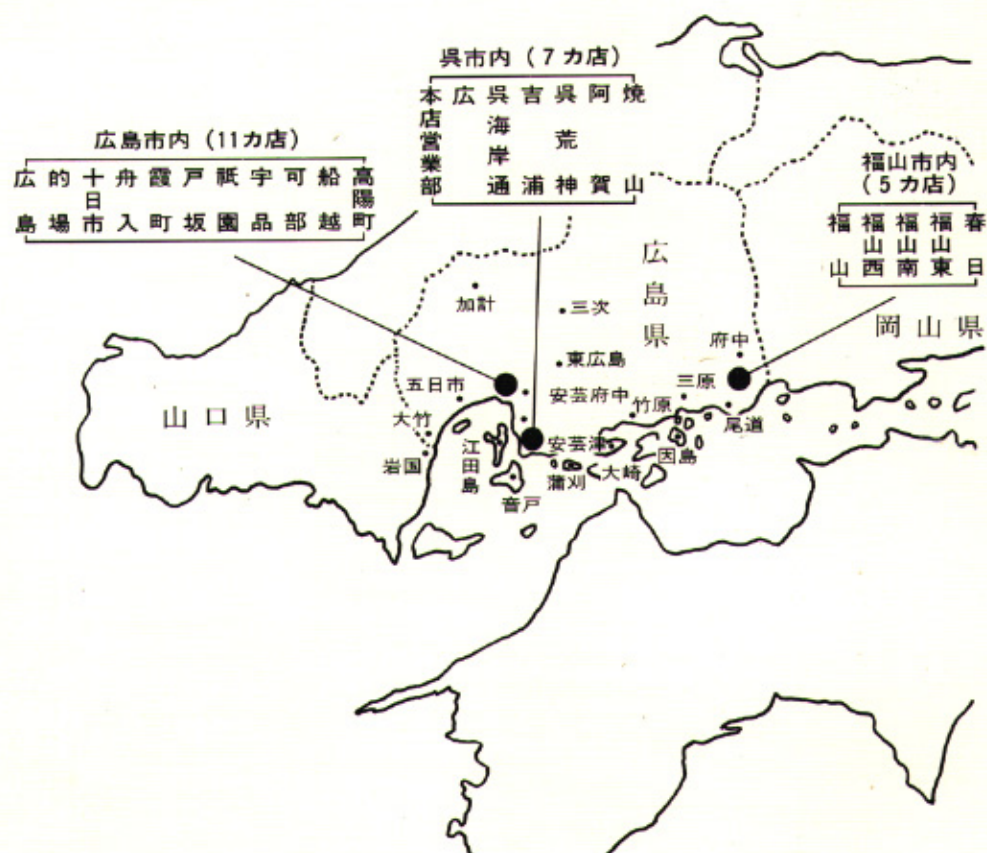 広島市内 (11カ店)
広島
的場
十日市
舟入
霞町
戸坂
祇園
宇品
可部
船越
高陽町
呉市内 (7カ店)
本店営業部
広
呉海岸通
吉浦
呉荒神
阿賀
焼山
福山市内
(5カ店)
福山
福山西
福山南
福山東
春日
広島県
岡山県
山口県
加計
三次
東広島
府中
五日市
安芸府中
三原
竹原
尾道
大竹
岩国
江田島
安芸津
因島
音戸
蒲刈
大崎